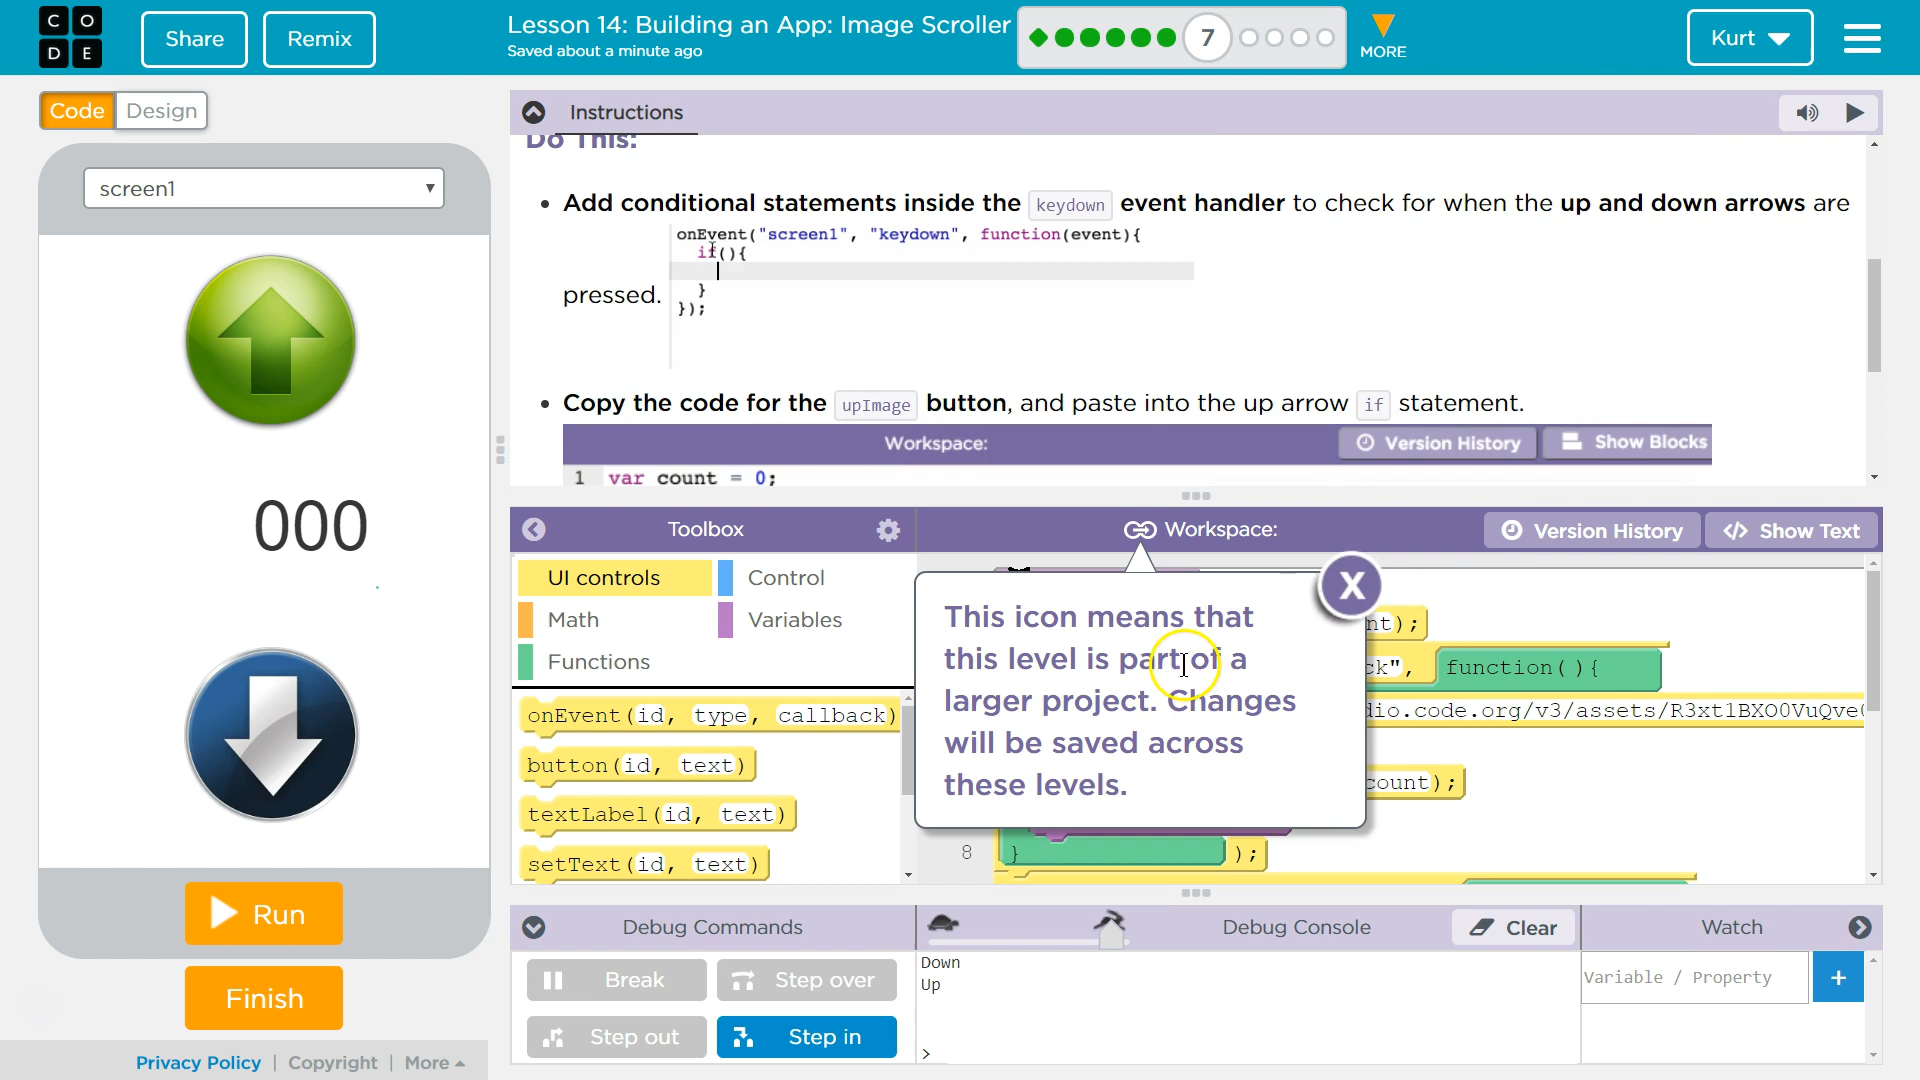 C O
D E
Share
Remix
Lesson 14: Building an App: Image Scroller
Saved about a minute ago
7
MORE
Kurt
Code
Design
Instructions
Do This:
screen1
Add conditional statements inside the keydown event handler to check for when the up and down arrows are
onEvent("screen1", "keydown", function(event){
if(){
pressed.
}
});
Copy the code for the upImage button, and paste into the up arrow if statement.
Workspace:
Version History
Show Blocks
1 var count = 0;
000
Toolbox
Workspace:
Version History
Show Text
UI controls
Control
Math
Variables
Functions
onEvent(id, type, callback)
button(id, text)
textLabel(id, text)
setText(id, text)
X
This icon means that
this level is part of a
larger project. Changes
will be saved across
these levels.
nt);
ck", function(){
dio.code.org/v3/assets/R3xt1BXO0VuQve
count);
8 } );
Run
Finish
Debug Commands
Debug Console
Clear
Watch
Break
Step over
Step out
Step in
Down
Up
>
Variable / Property
+
Privacy Policy | Copyright | More